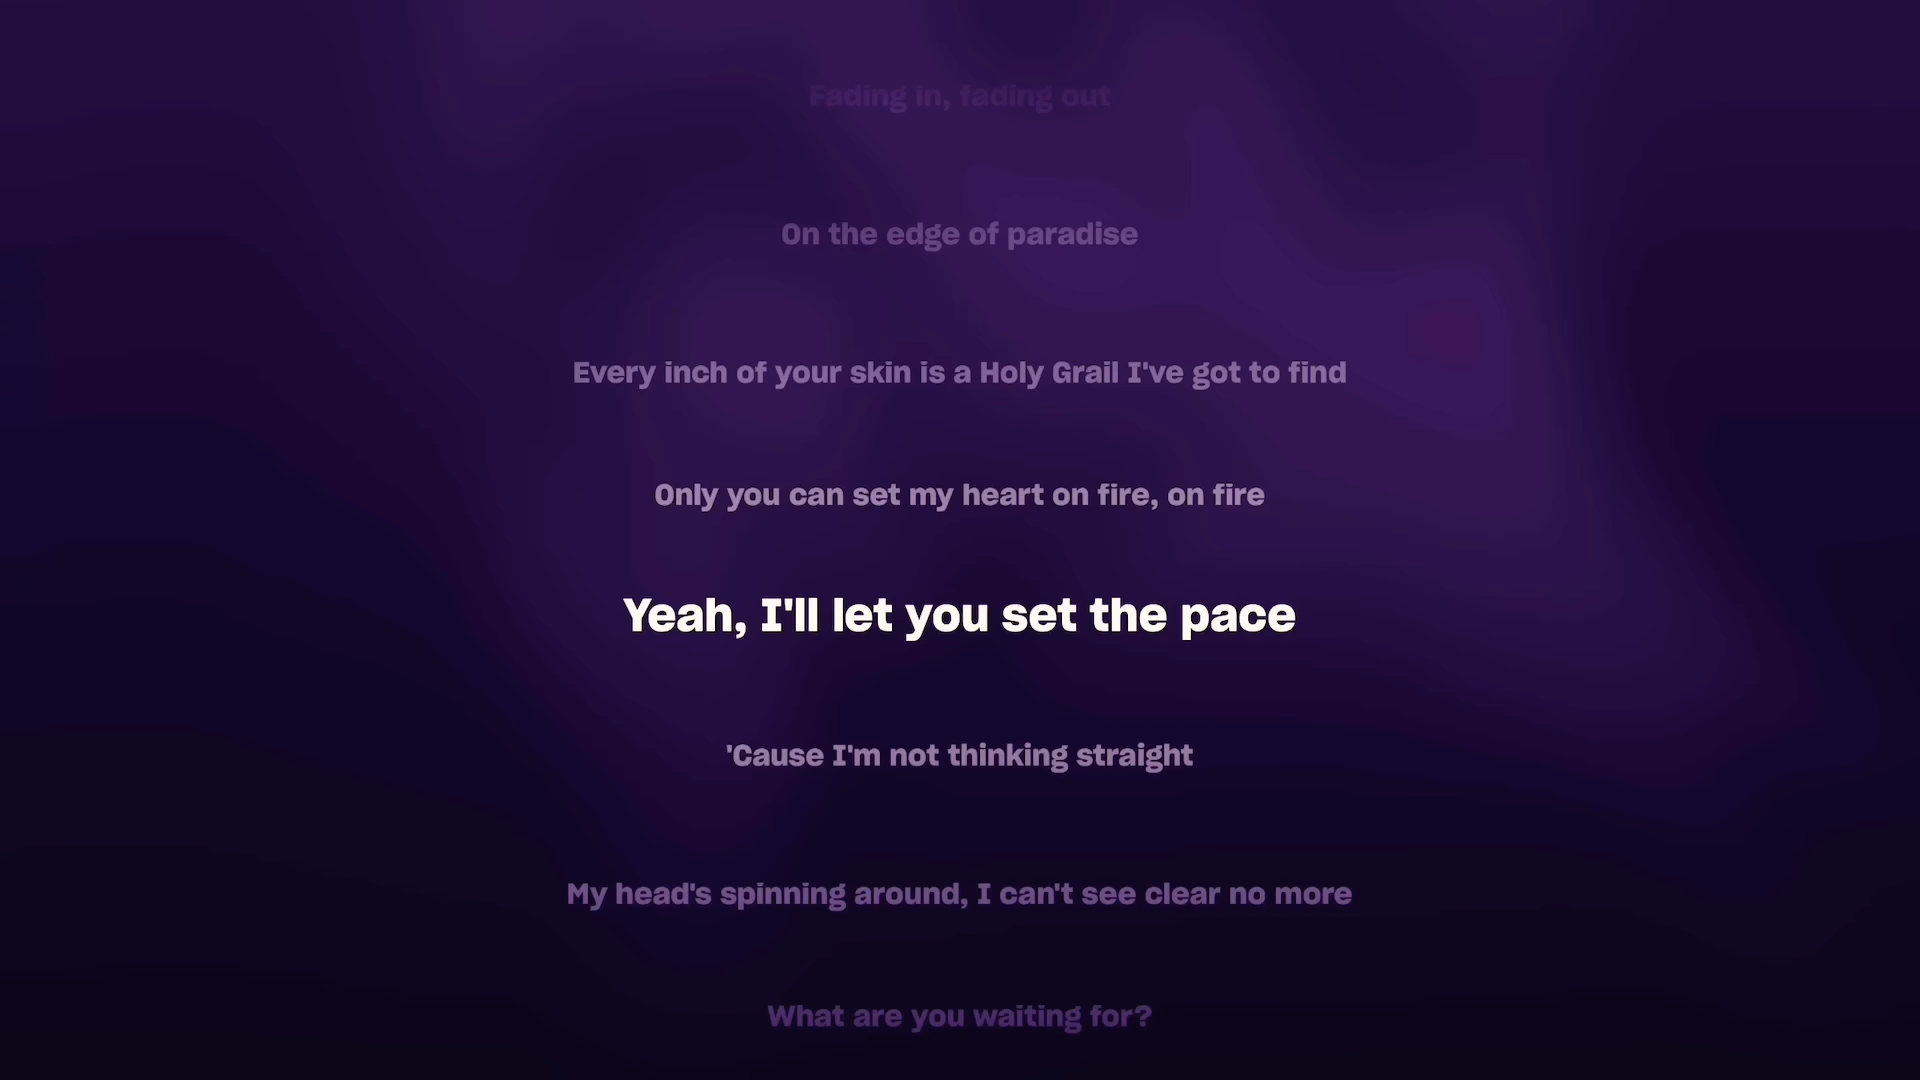 Fading in, fading out
On the edge of paradise
Every inch of your skin is a Holy Grail I've got to find
Only you can set my heart on fire, on fire
Yeah, I'll let you set the pace
'Cause I'm not thinking straight
My head's spinning around, I can't see clear no more
What are you waiting for?